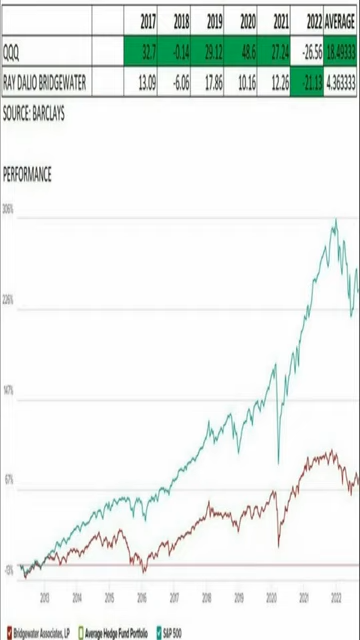 2017 2018 2019 2020 2021 2022 AVERAGE
QQQ 32.7 -0.14 29.12 48.6 27.24 -26.56 18.49333
RAY DALIO BRIDGEWATER 13.09 -6.06 17.86 10.16 12.26 -21.13 4.363333
SOURCE: BARCLAYS
PERFORMANCE
306%
226%
147%
67%
-13%
2013 2014 2015 2016 2017 2018 2019 2020 2021 2022
Bridgewater Associates, LP Average Hedge Fund Portfolio S&P 500